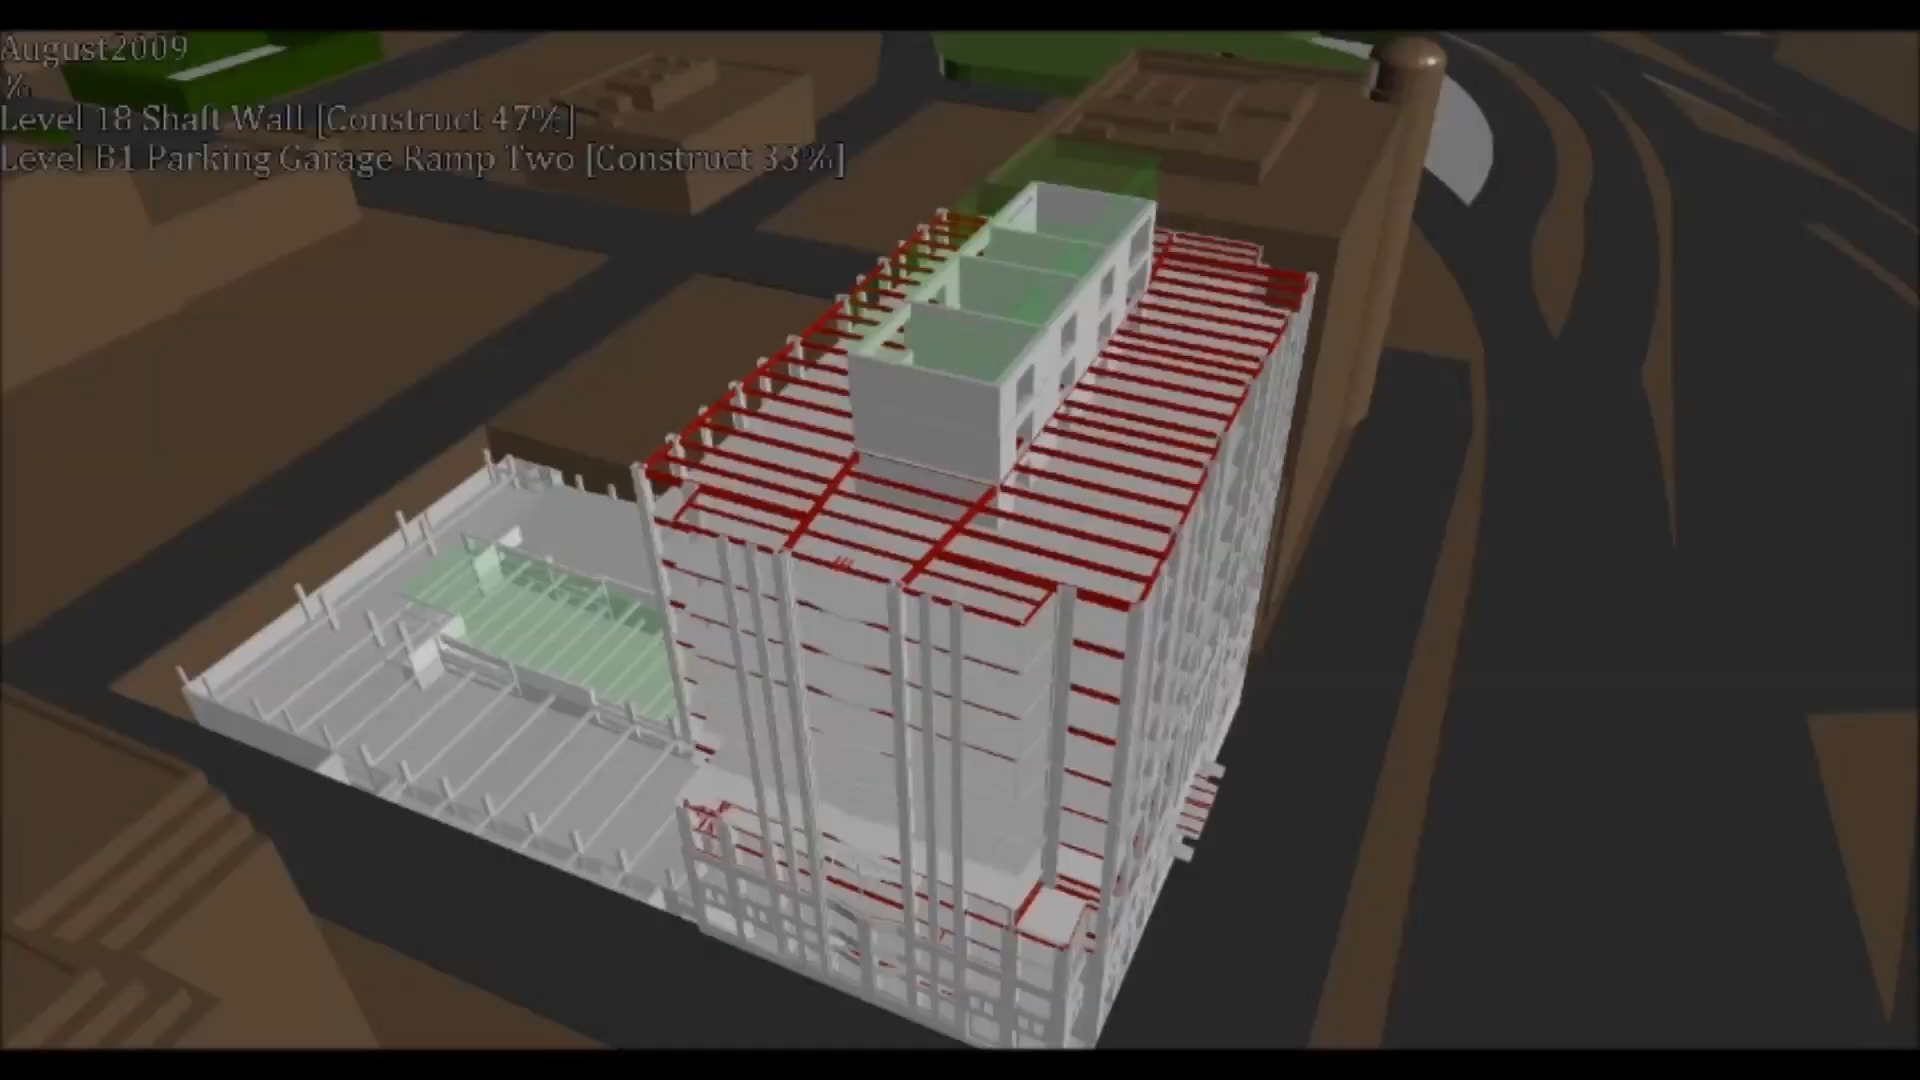 August2009
%
Level 18 Shaft Wall [Construct 47%]
Level B1 Parking Garage Ramp Two [Construct 33%]